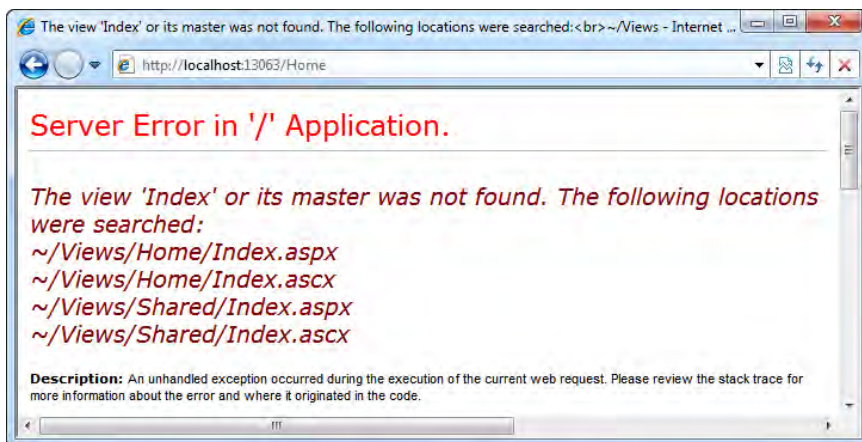 The view 'Index' or its master was not found. The following locations were searched:<br>~/Views - Internet ...
http://localhost:13063/Home
Server Error in '/' Application.
The view 'Index' or its master was not found. The following locations
were searched:
~/Views/Home/Index.aspx
~/Views/Home/Index.ascx
~/Views/Shared/Index.aspx
~/Views/Shared/Index.ascx
Description: An unhandled exception occurred during the execution of the current web request. Please review the stack trace for
more information about the error and where it originated in the code.